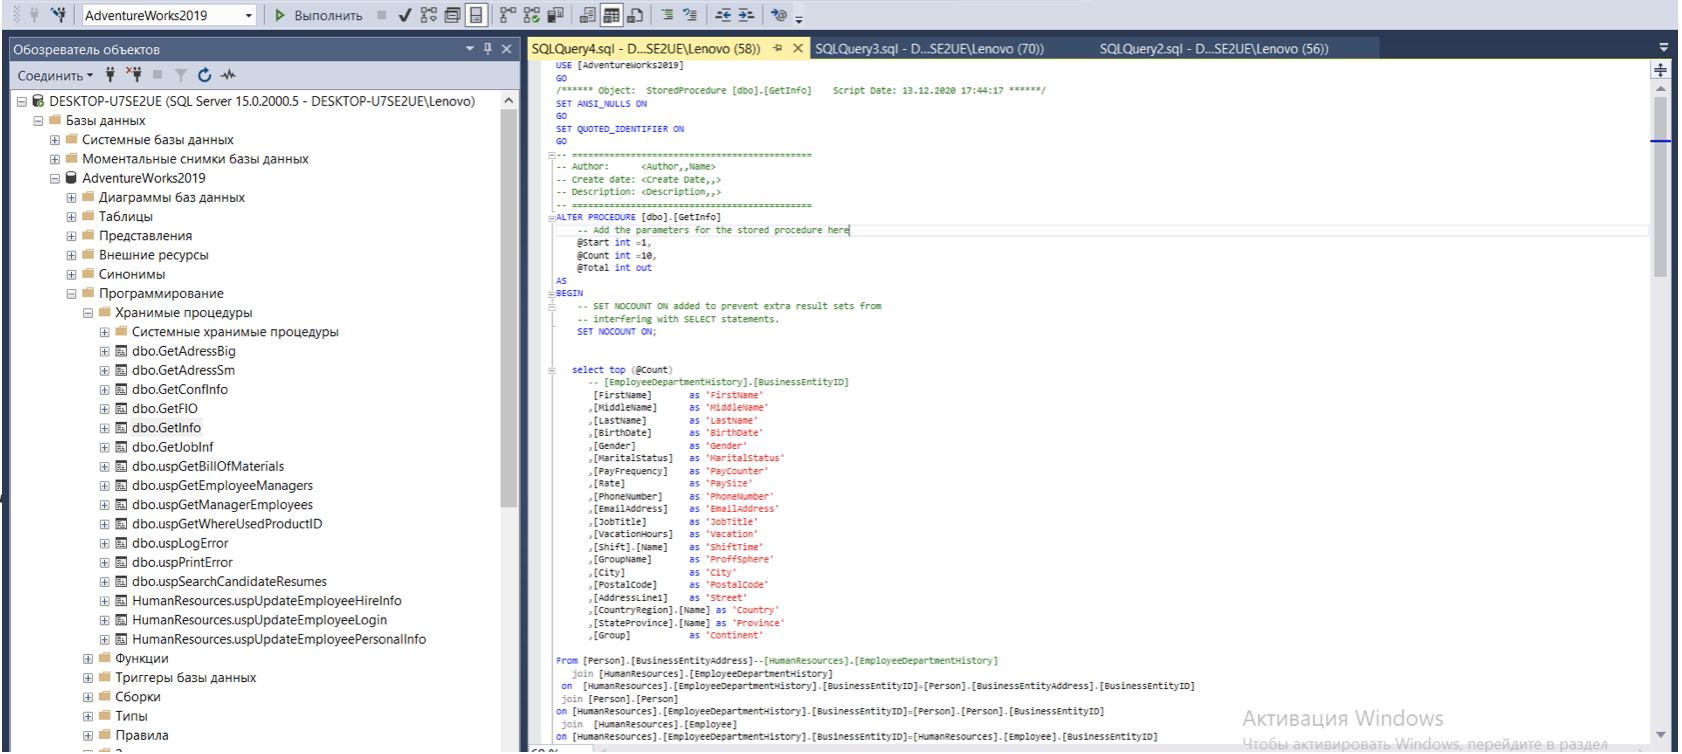 AdventureWorks2019
Выполнить
Обозреватель объектов
Соединить
DESKTOP-U7SE2UE (SQL Server 15.0.2000.5 - DESKTOP-U7SE2UE\Lenovo)
Базы данных
Системные базы данных
Моментальные снимки базы данных
AdventureWorks2019
Диаграммы баз данных
Таблицы
Представления
Внешние ресурсы
Синонимы
Программирование
Хранимые процедуры
Системные хранимые процедуры
dbo.GetAdressBig
dbo.GetAdressSm
dbo.GetConfInfo
dbo.GetFIO
dbo.GetInfo
dbo.GetJobInf
dbo.uspGetBillOfMaterials
dbo.uspGetEmployeeManagers
dbo.uspGetManagerEmployees
dbo.uspGetWhereUsedProductID
dbo.uspLogError
dbo.uspPrintError
dbo.uspSearchCandidateResumes
HumanResources.uspUpdateEmployeeHireInfo
HumanResources.uspUpdateEmployeeLogin
HumanResources.uspUpdateEmployeePersonalInfo
Функции
Триггеры базы данных
Сборки
Типы
Правила
SQLQuery4.sql - D...SE2UE\Lenovo (58))
SQLQuery3.sql - D...SE2UE\Lenovo (70))
SQLQuery2.sql - D...SE2UE\Lenovo (56))
USE [AdventureWorks2019]
GO
/****** Object:  StoredProcedure [dbo].[GetInfo]    Script Date: 13.12.2020 17:44:17 ******/
SET ANSI_NULLS ON
GO
SET QUOTED_IDENTIFIER ON
GO
-- =============================================
-- Author:      <Author,,Name>
-- Create date: <Create Date,,>
-- Description: <Description,,>
-- =============================================
ALTER PROCEDURE [dbo].[GetInfo]
-- Add the parameters for the stored procedure here
@Start int =1,
@Count int =10,
@Total int out
AS
BEGIN
-- SET NOCOUNT ON added to prevent extra result sets from
-- interfering with SELECT statements.
SET NOCOUNT ON;
select top (@Count)
-- [EmployeeDepartmentHistory].[BusinessEntityID]
[FirstName] as 'FirstName'
,[MiddleName] as 'MiddleName'
,[LastName] as 'LastName'
,[BirthDate] as 'BirthDate'
,[Gender] as 'Gender'
,[MaritalStatus] as 'MaritalStatus'
,[PayFrequency] as 'PayCounter'
,[Rate] as 'PaySize'
,[PhoneNumber] as 'PhoneNumber'
,[EmailAddress] as 'EmailAddress'
,[JobTitle] as 'JobTitle'
,[VacationHours] as 'Vacation'
,[Shift].[Name] as 'ShiftTime'
,[GroupName] as 'ProffSphere'
,[City] as 'City'
,[PostalCode] as 'PostalCode'
,[AddressLine1] as 'Street'
,[CountryRegion].[Name] as 'Country'
,[StateProvince].[Name] as 'Province'
,[Group] as 'Continent'
From [Person].[BusinessEntityAddress]--[HumanResources].[EmployeeDepartmentHistory]
join [HumanResources].[EmployeeDepartmentHistory]
on  [HumanResources].[EmployeeDepartmentHistory].[BusinessEntityID]=[Person].[BusinessEntityAddress].[BusinessEntityID]
join [Person].[Person]
on [HumanResources].[EmployeeDepartmentHistory].[BusinessEntityID]=[Person].[Person].[BusinessEntityID]
join  [HumanResources].[Employee]
on [HumanResources].[EmployeeDepartmentHistory].[BusinessEntityID]=[HumanResources].[Employee].[BusinessEntityID]
Активация Windows
Чтобы активировать Windows, перейдите в раздел